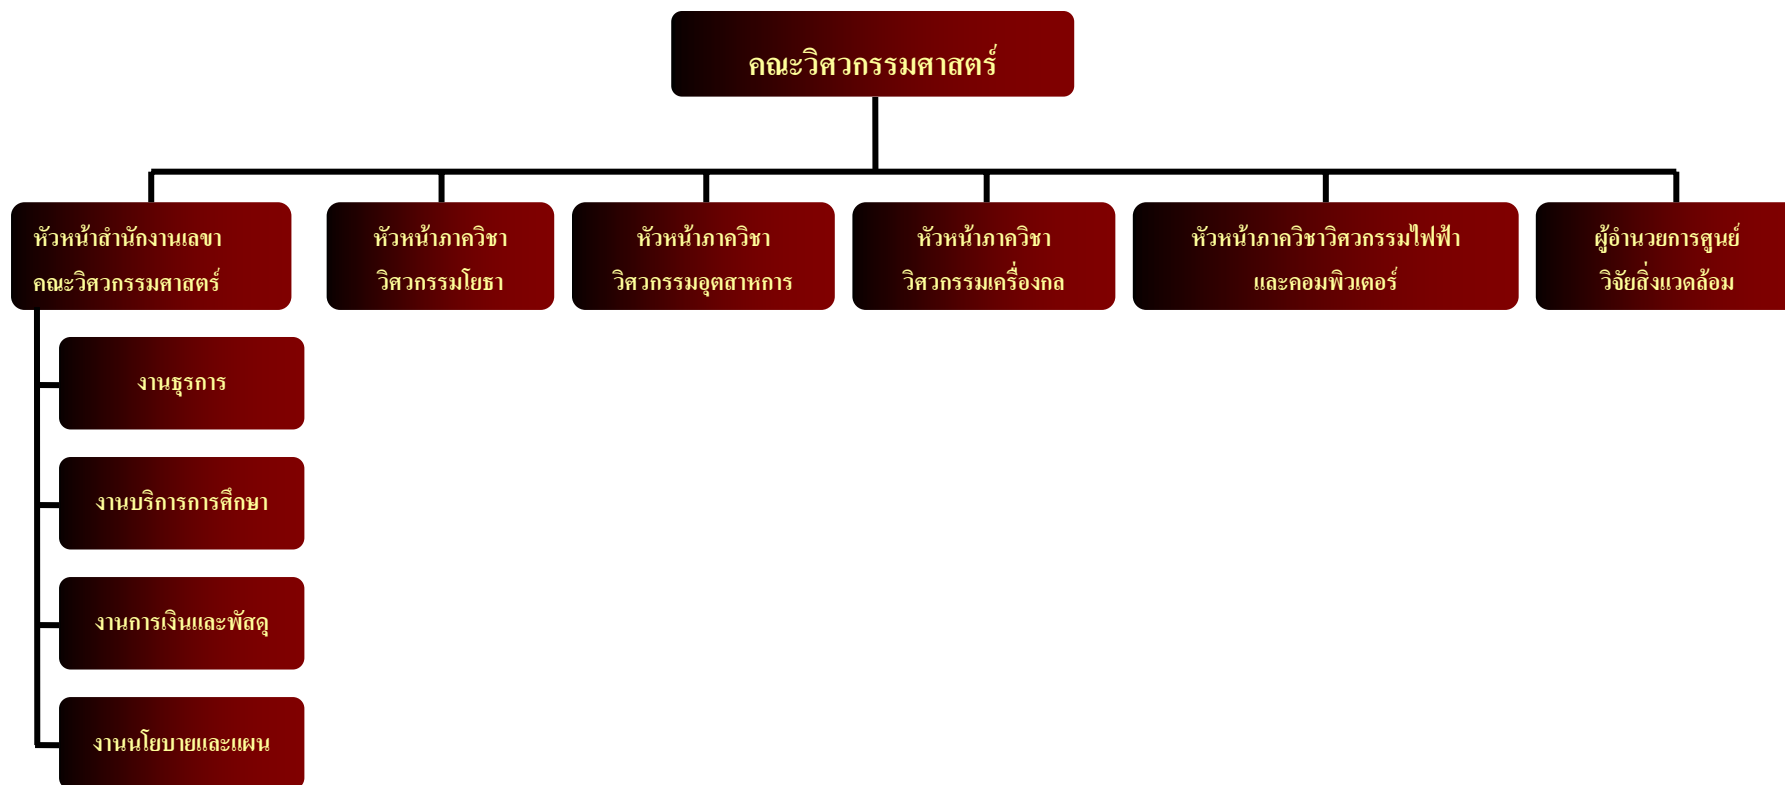 คณะวิศวกรรมศาสตร์
หัวหน้าสำนักงานเลขา
คณะวิศวกรรมศาสตร์
หัวหน้าภาควิชา
วิศวกรรมโยธา
หัวหน้าภาควิชา
วิศวกรรมอุตสาหการ
หัวหน้าภาควิชา
วิศวกรรมเครื่องกล
หัวหน้าภาควิชาวิศวกรรมไฟฟ้า
และคอมพิวเตอร์
ผู้อำนวยการศูนย์
วิจัยสิ่งแวดล้อม
งานธุรการ
งานบริการการศึกษา
งานการเงินและพัสดุ
งานนโยบายและแผน